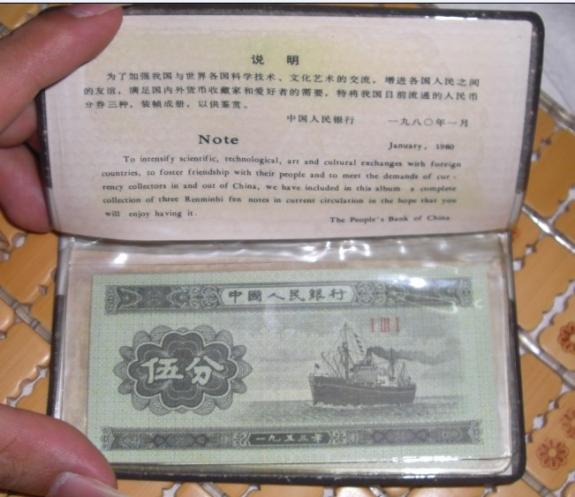 说 明
为了加强我国与世界各国科学技术、文化艺术的交流，增进各国人民之间
的友谊，满足国内外货币收藏家和爱好者的需要，特将我国目前流通的人民币
分券三种，装帧成册，以供鉴赏。
中国人民银行 一九八〇年一月
Note
January, 1980
To intensify scientific, technological, art and cultural exchanges with foreign
countries, to foster friendship with their people and to meet the demands of cur-
rency collectors in and out of China, we have included in this album a complete
collection of three Renminhi fen notes in current circulation in the hope that you
will enjoy having it.
The People's Bank of China
中國人民銀行
I III I
伍分
一九五三年